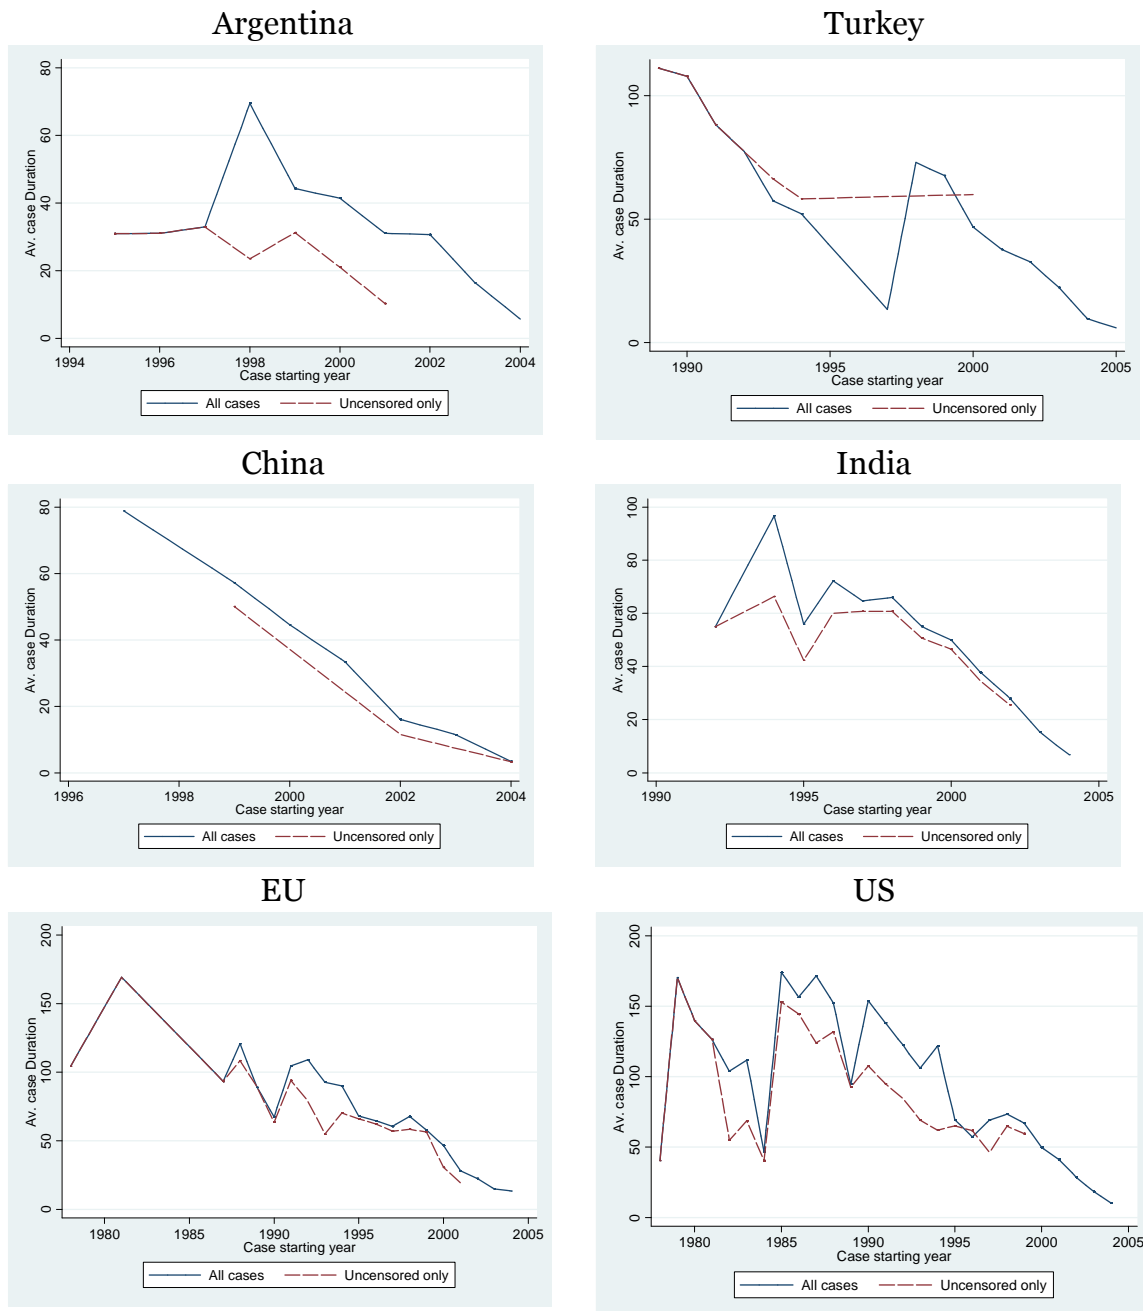 Argentina
Av. case Duration
80
60
40
20
0
1994 1996 1998 2000 2002 2004
Case starting year
All cases Uncensored only
Turkey
Av. case Duration
100
50
0
1990 1995 2000 2005
Case starting year
All cases Uncensored only
China
Av. case Duration
80
60
40
20
0
1996 1998 2000 2002 2004
Case starting year
All cases Uncensored only
India
Av. case Duration
100
80
60
40
20
0
1990 1995 2000 2005
Case starting year
All cases Uncensored only
EU
Av. case Duration
200
150
100
50
0
1980 1985 1990 1995 2000 2005
Case starting year
All cases Uncensored only
US
Av. case Duration
200
150
100
50
0
1980 1985 1990 1995 2000 2005
Case starting year
All cases Uncensored only